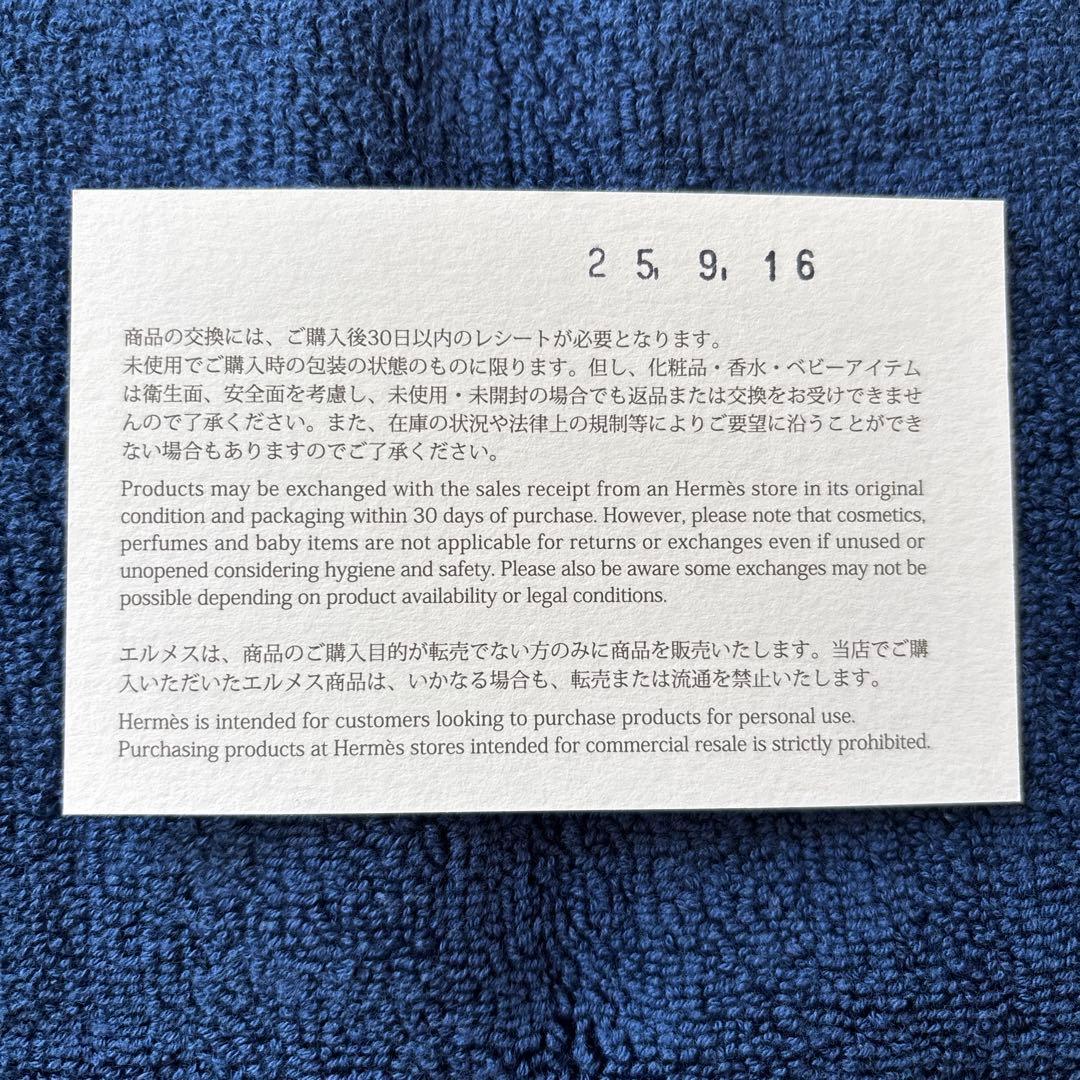 25. 9. 16
商品の交換には、ご購入後30日以内のレシートが必要となります。
未使用でご購入時の包装の状態のものに限ります。但し、化粧品・香水・ベビーアイテム
は衛生面、安全面を考慮し、未使用・未開封の場合でも返品または交換をお受けできませ
んので了承ください。また、在庫の状況や法律上の規制等によりご要望に沿うことができ
ない場合もありますのでご了承ください。
Products may be exchanged with the sales receipt from an Hermès store in its original
condition and packaging within 30 days of purchase. However, please note that cosmetics,
perfumes and baby items are not applicable for returns or exchanges even if unused or
unopened considering hygiene and safety. Please also be aware some exchanges may not be
possible depending on product availability or legal conditions.
エルメスは、商品のご購入目的が転売でない方のみに商品を販売いたします。当店でご購
入いただいたエルメス商品は、いかなる場合も、転売または流通を禁止いたします。
Hermès is intended for customers looking to purchase products for personal use.
Purchasing products at Hermès stores intended for commercial resale is strictly prohibited.